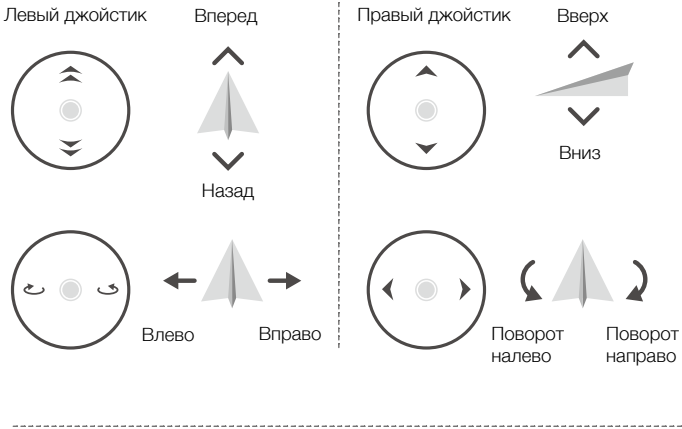 Левый джойстик
Вперед
Назад
Влево
Вправо
Правый джойстик
Вверх
Вниз
Поворот
налево
Поворот
направо